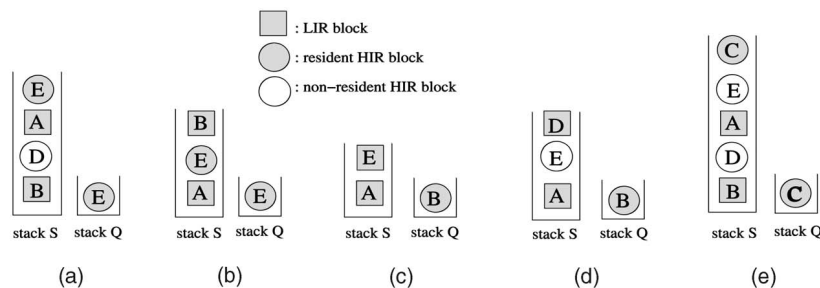 : LIR block
: resident HIR block
: non-resident HIR block
E
A
D
B
E
stack S stack Q
(a)
B
E
A
E
stack S stack Q
(b)
E
A
B
stack S stack Q
(c)
D
E
A
B
stack S stack Q
(d)
C
E
A
D
B
C
stack S stack Q
(e)